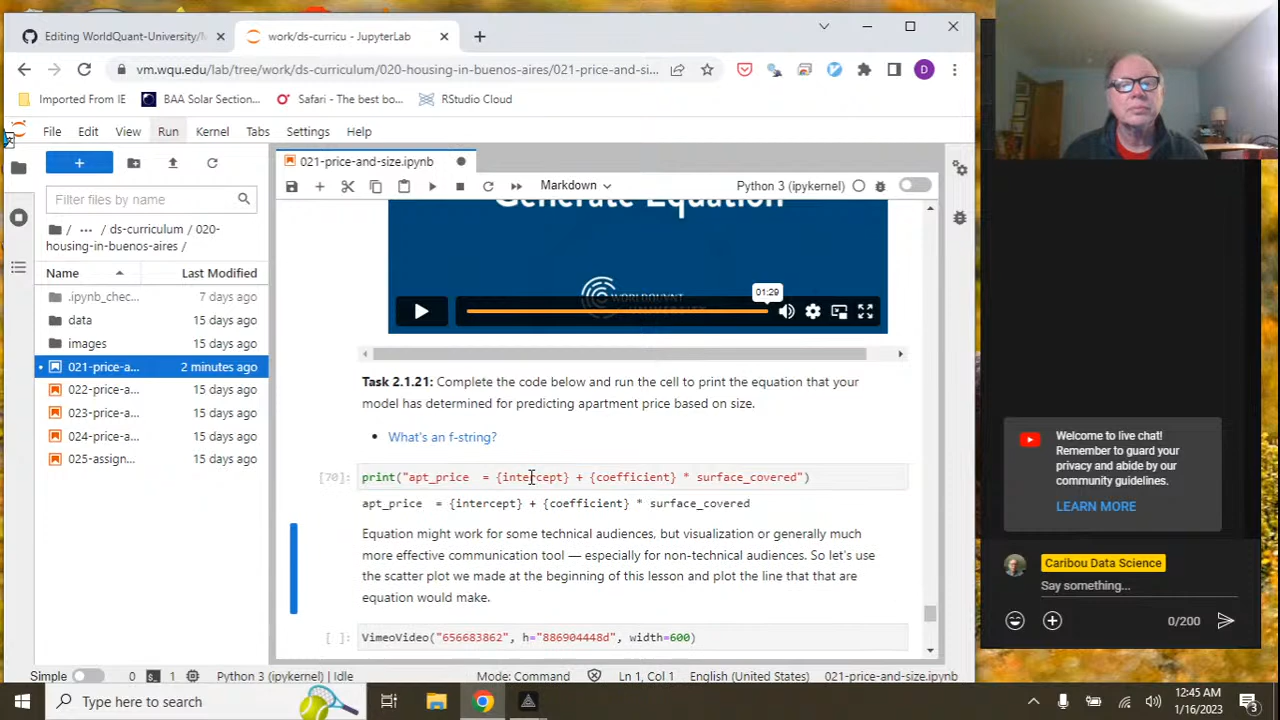 Editing WorldQuant-University/
work/ds-curricu - JupyterLab
vm.wqu.edu/lab/tree/work/ds-curriculum/020-housing-in-buenos-aires/021-price-and-si...
D
Imported From IE
BAA Solar Section...
Safari - The best bo...
RStudio Cloud
File Edit View Run Kernel Tabs Settings Help
021-price-and-size.ipynb
Markdown
Python 3 (ipykernel)
Filter files by name
/ ... / ds-curriculum / 020-
housing-in-buenos-aires /
Name Last Modified
.ipynb_chec... 7 days ago
data 15 days ago
images 15 days ago
021-price-a... 2 minutes ago
022-price-a... 15 days ago
023-price-a... 15 days ago
024-price-a... 15 days ago
025-assign... 15 days ago
Generate Equation
WORLDQUANT
UNIVERSITY
01:29
Task 2.1.21: Complete the code below and run the cell to print the equation that your
model has determined for predicting apartment price based on size.
What's an f-string?
[70]: print("apt_price = {intercept} + {coefficient} * surface_covered")
apt_price = {intercept} + {coefficient} * surface_covered
Equation might work for some technical audiences, but visualization or generally much
more effective communication tool — especially for non-technical audiences. So let's use
the scatter plot we made at the beginning of this lesson and plot the line that that are
equation would make.
[ ]: VimeoVideo("656683862", h="886904448d", width=600)
Simple 0 1 Python 3 (ipykernel) | Idle Mode: Command Ln 1, Col 1 English (United States) 021-price-and-size.ipynb
Welcome to live chat!
Remember to guard your
privacy and abide by our
community guidelines.
LEARN MORE
Caribou Data Science
Say something...
0/200
Type here to search
12:45 AM
1/16/2023
3